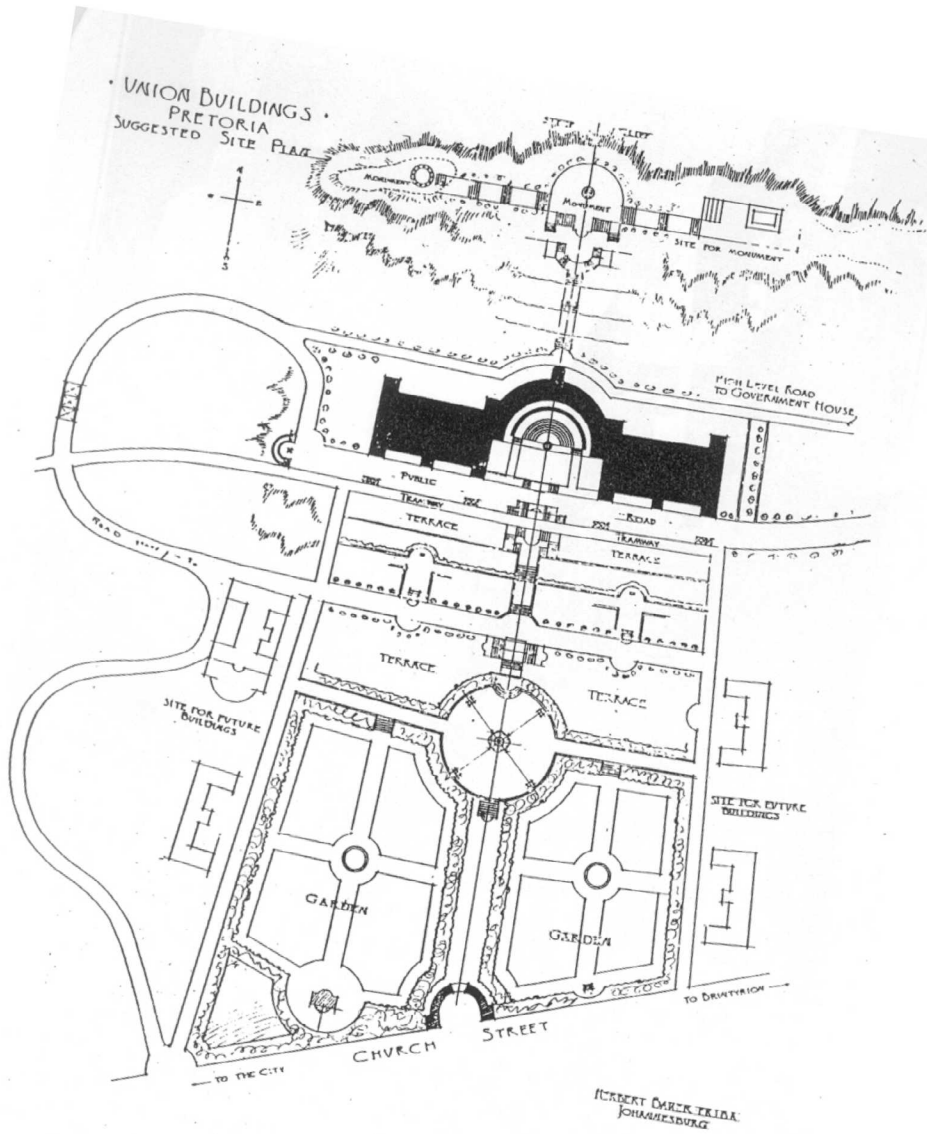 · UNION BUILDINGS ·
PRETORIA
SUGGESTED SITE PLAN
N
E
S
MONUMENT
MONUMENT
SITE FOR MONUMENT
HIGH LEVEL ROAD
TO GOVERNMENT HOUSE
PUBLIC ROAD
TRAMWAY
TRAMWAY
TERRACE
TERRACE
ROAD
TERRACE
TERRACE
SITE FOR FUTURE
BUILDINGS
SITE FOR FUTURE
BUILDINGS
GARDEN
GARDEN
TO BRYNTYRION
CHURCH STREET
TO THE CITY
HERBERT BAKER F.R.I.B.A.
JOHANNESBURG